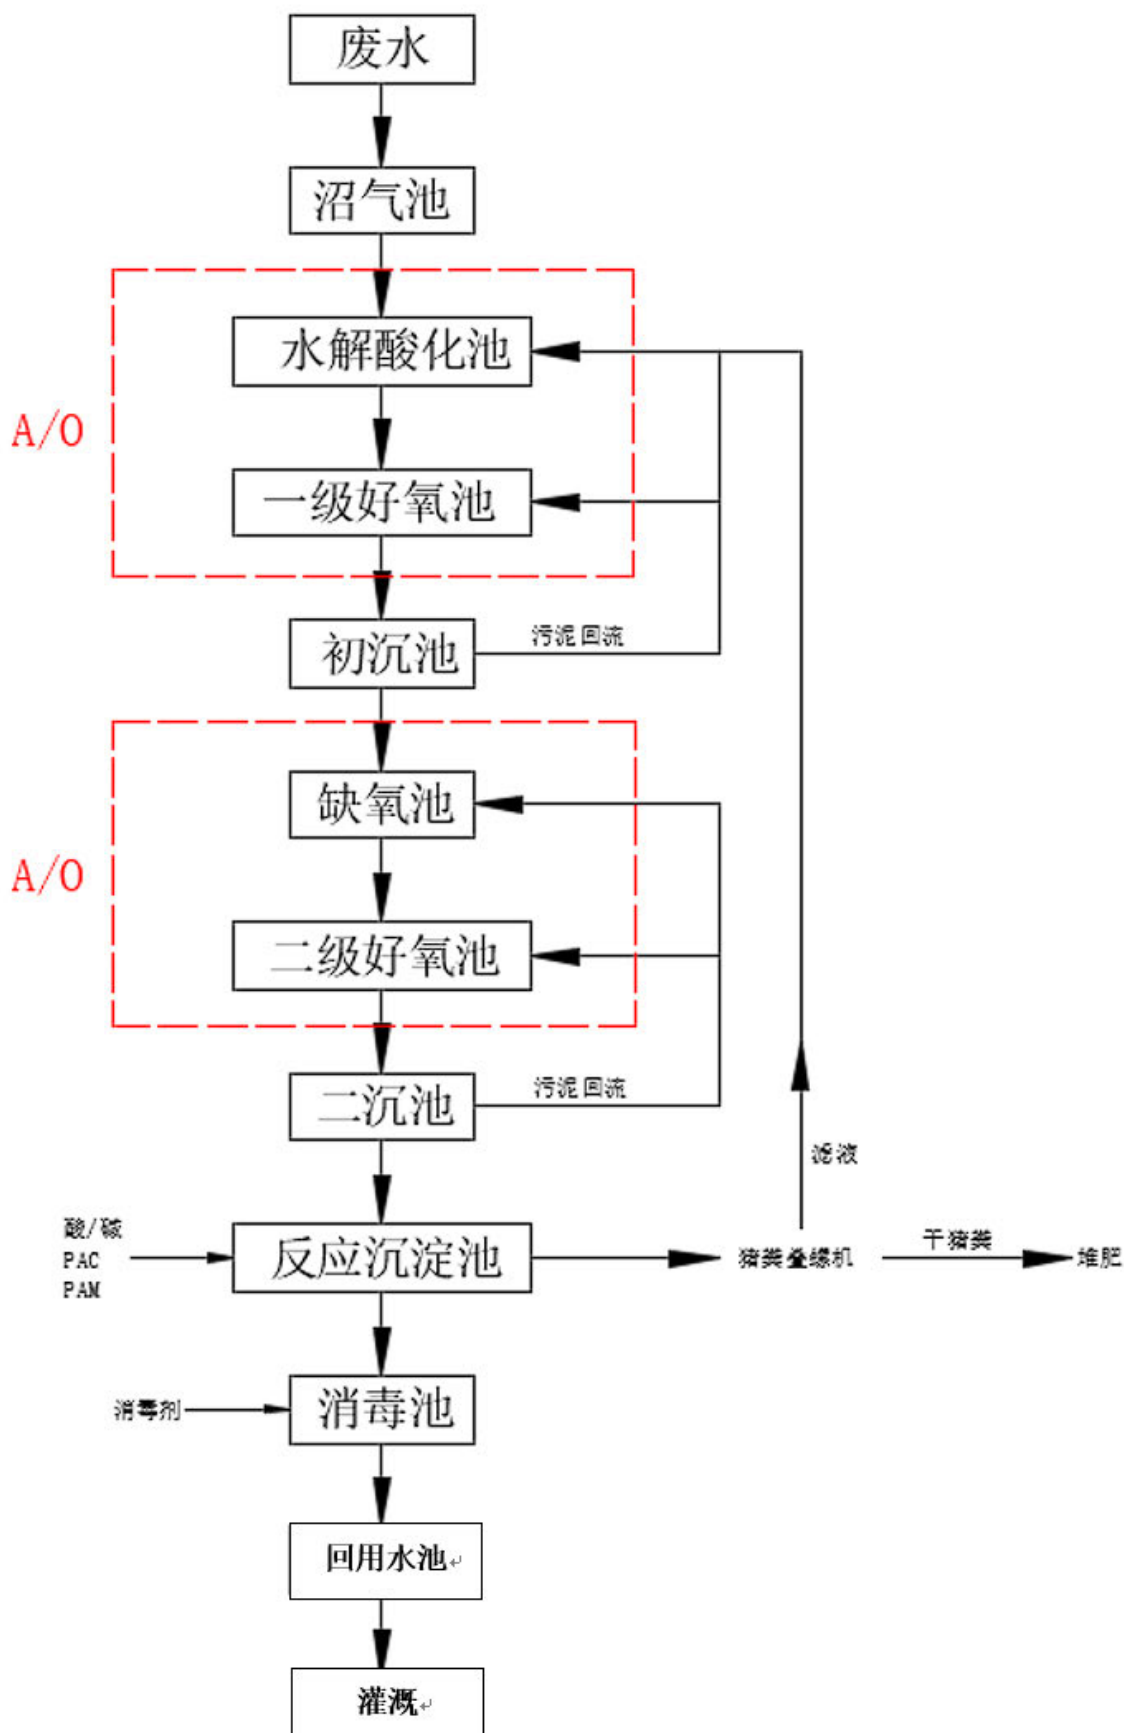 废水
沼气池
水解酸化池
A/O
一级好氧池
初沉池
污泥回流
缺氧池
A/O
二级好氧池
二沉池
污泥回流
滤液
酸/碱
PAC
PAM
反应沉淀池
猪粪叠螺机
干猪粪
堆肥
消毒剂
消毒池
回用水池
灌溉